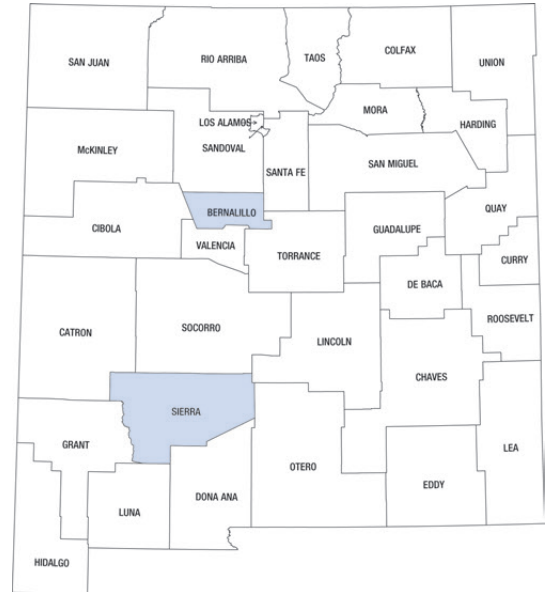 SAN JUAN
RIO ARRIBA
TAOS
COLFAX
UNION
MORA
HARDING
LOS ALAMOS
SANDOVAL
McKINLEY
SANTA FE
SAN MIGUEL
QUAY
BERNALILLO
CIBOLA
VALENCIA
TORRANCE
GUADALUPE
CURRY
DE BACA
CATRON
SOCORRO
LINCOLN
ROOSEVELT
CHAVES
SIERRA
GRANT
OTERO
LEA
EDDY
DONA ANA
LUNA
HIDALGO